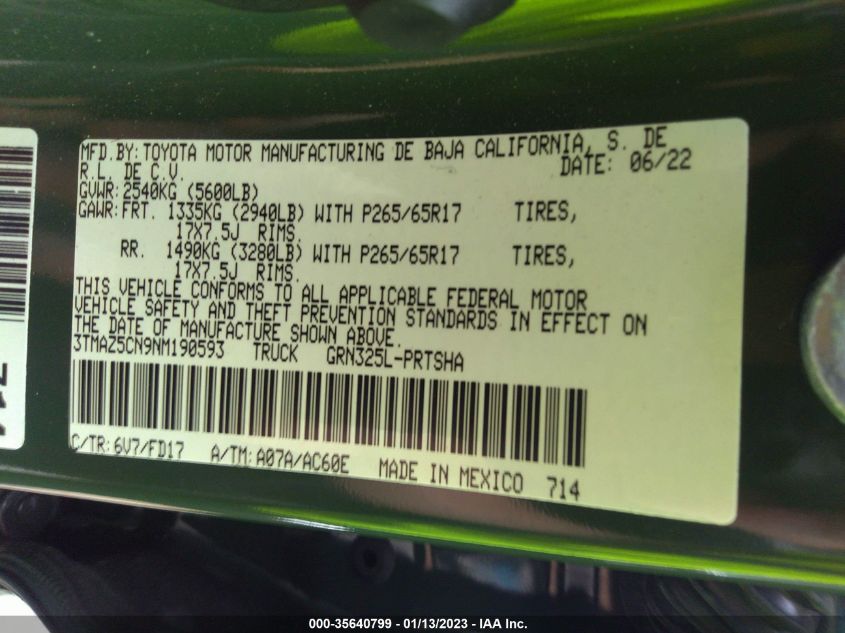 MFD.BY:TOYOTA MOTOR MANUFACTURING DE BAJA CALIFORNIA, S. DE
R.L. DE C.V. DATE: 06/22
GVWR:2540KG (5600LB)
GAWR:FRT. 1335KG (2940LB) WITH P265/65R17 TIRES,
17X7.5J RIMS.
RR. 1490KG (3280LB) WITH P265/65R17 TIRES,
17X7.5J RIMS.
THIS VEHICLE CONFORMS TO ALL APPLICABLE FEDERAL MOTOR
VEHICLE SAFETY AND THEFT PREVENTION STANDARDS IN EFFECT ON
THE DATE OF MANUFACTURE SHOWN ABOVE.
3TMAZ5CN9NM190593 TRUCK GRN325L-PRTSHA
C/TR:6V7/FD17 A/TM:A07A/AC60E MADE IN MEXICO 714
000-35640799 — 01/13/2023 — IAA Inc.